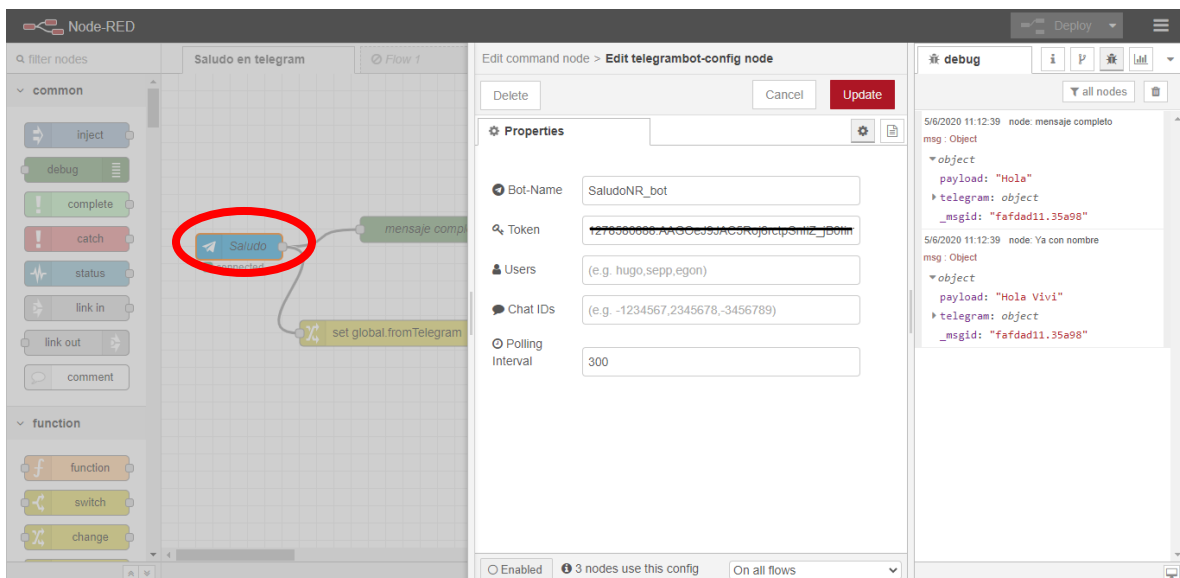 Node-RED
Deploy
filter nodes
common
inject
debug
complete
catch
status
link in
link out
comment
function
function
switch
change
Saludo en telegram
Flow 1
Saludo
connected
mensaje compl
set global.fromTelegram
Edit command node > Edit telegrambot-config node
Delete
Cancel
Update
Properties
Bot-Name
SaludoNR_bot
Token
Users
(e.g. hugo,sepp,egon)
Chat IDs
(e.g. -1234567,2345678,-3456789)
Polling
Interval
300
Enabled
3 nodes use this config
On all flows
debug
i
all nodes
5/6/2020 11:12:39 node: mensaje completo
msg : Object
object
payload: "Hola"
telegram: object
_msgid: "fafdad11.35a98"
5/6/2020 11:12:39 node: Ya con nombre
msg : Object
object
payload: "Hola Vivi"
telegram: object
_msgid: "fafdad11.35a98"